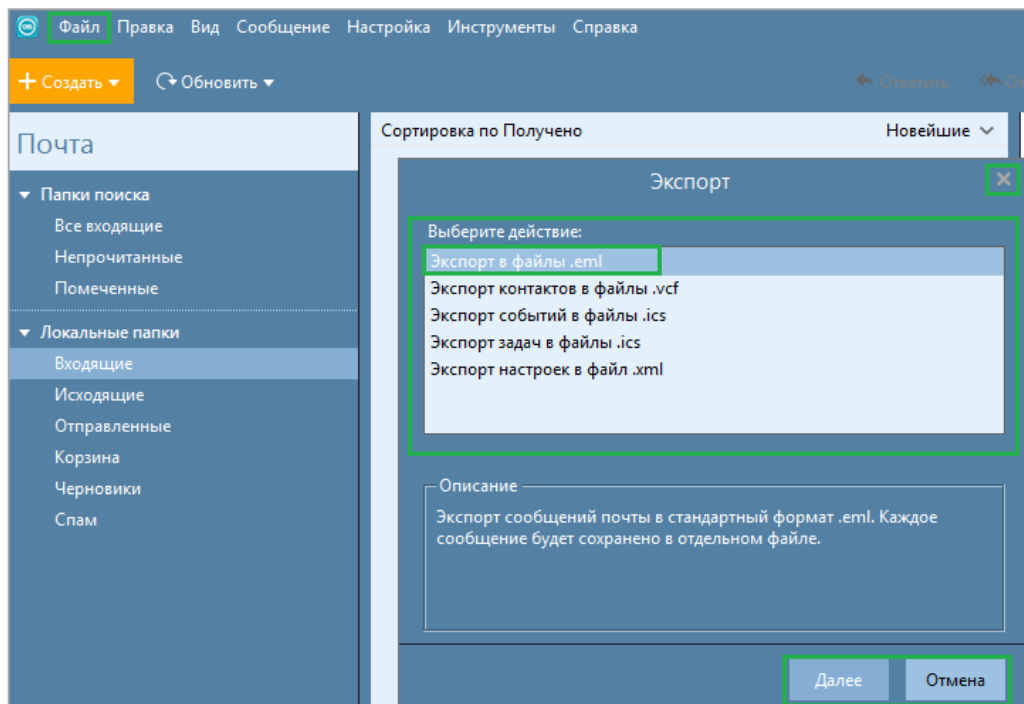 Файл Правка Вид Сообщение Настройка Инструменты Справка
+ Создать Обновить Ответить
Почта
Сортировка по Получено Новейшие
Папки поиска
Все входящие
Непрочитанные
Помеченные
Локальные папки
Входящие
Исходящие
Отправленные
Корзина
Черновики
Спам
Экспорт
Выберите действие:
Экспорт в файлы .eml
Экспорт контактов в файлы .vcf
Экспорт событий в файлы .ics
Экспорт задач в файлы .ics
Экспорт настроек в файл .xml
Описание
Экспорт сообщений почты в стандартный формат .eml. Каждое
сообщение будет сохранено в отдельном файле.
Далее Отмена